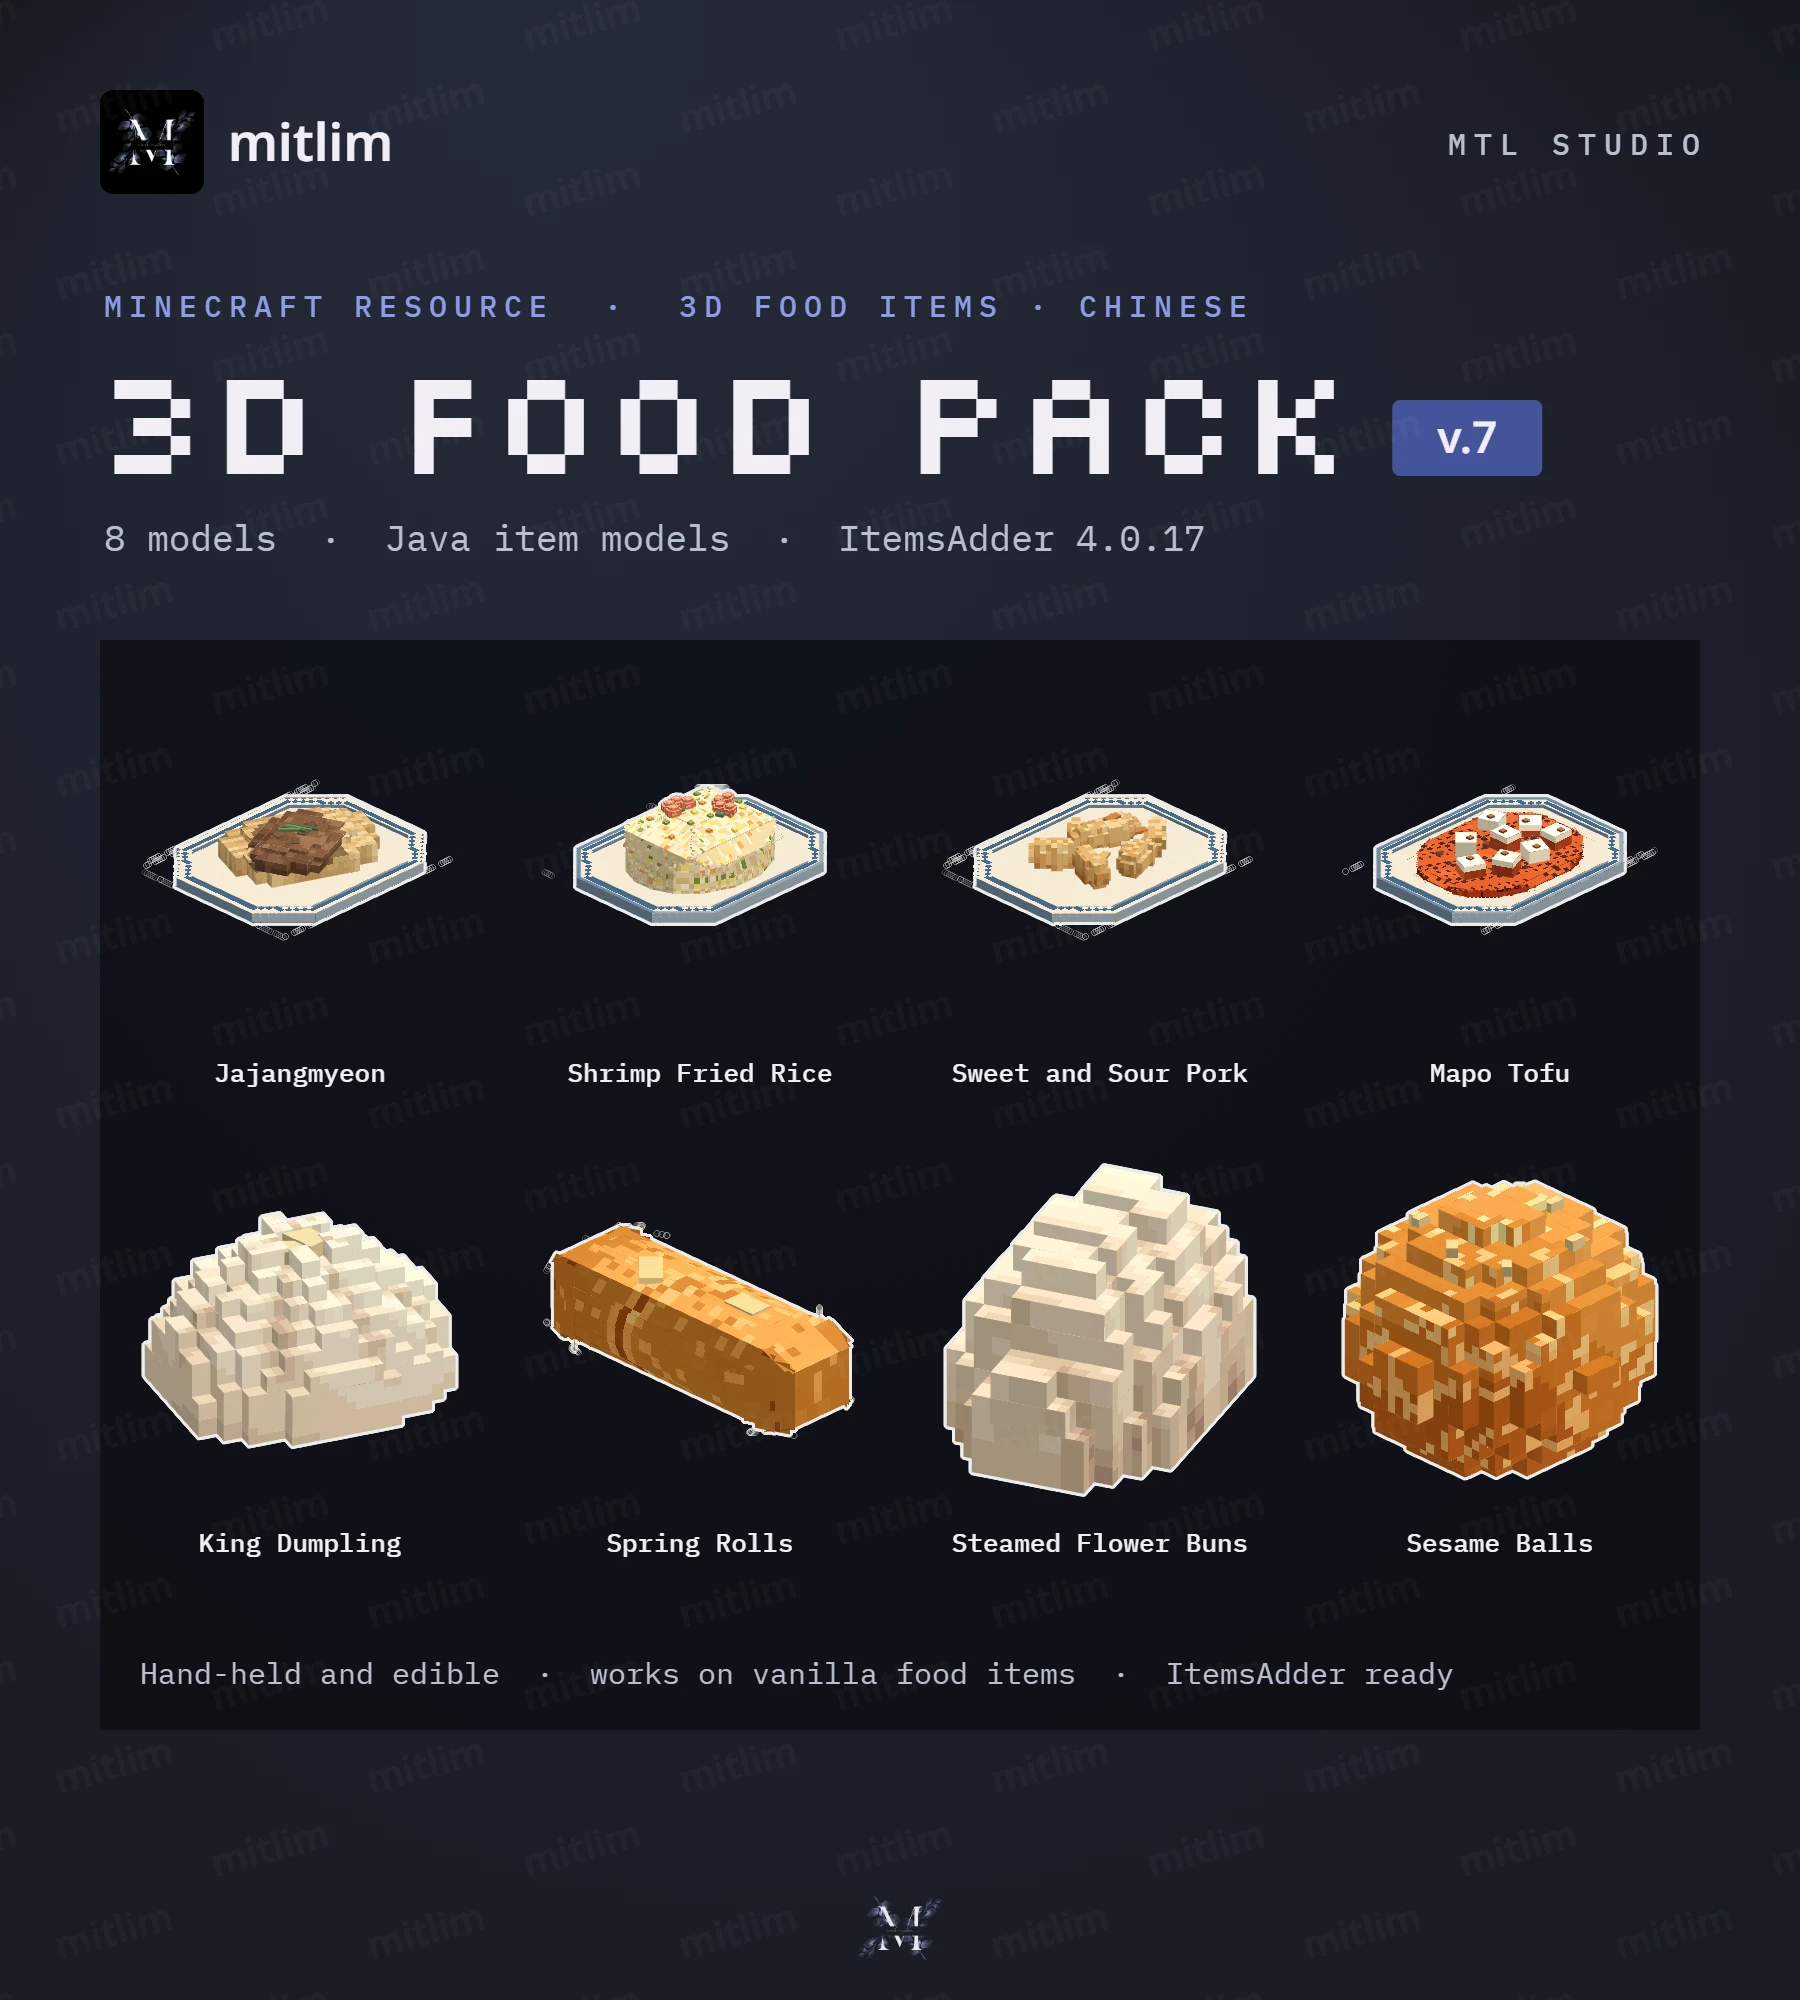 mitlim
MTL STUDIO
MINECRAFT RESOURCE · 3D FOOD ITEMS · CHINESE
3D FOOD PACK v.7
8 models · Java item models · ItemsAdder 4.0.17
Jajangmyeon
Shrimp Fried Rice
Sweet and Sour Pork
Mapo Tofu
King Dumpling
Spring Rolls
Steamed Flower Buns
Sesame Balls
Hand-held and edible · works on vanilla food items · ItemsAdder ready
M